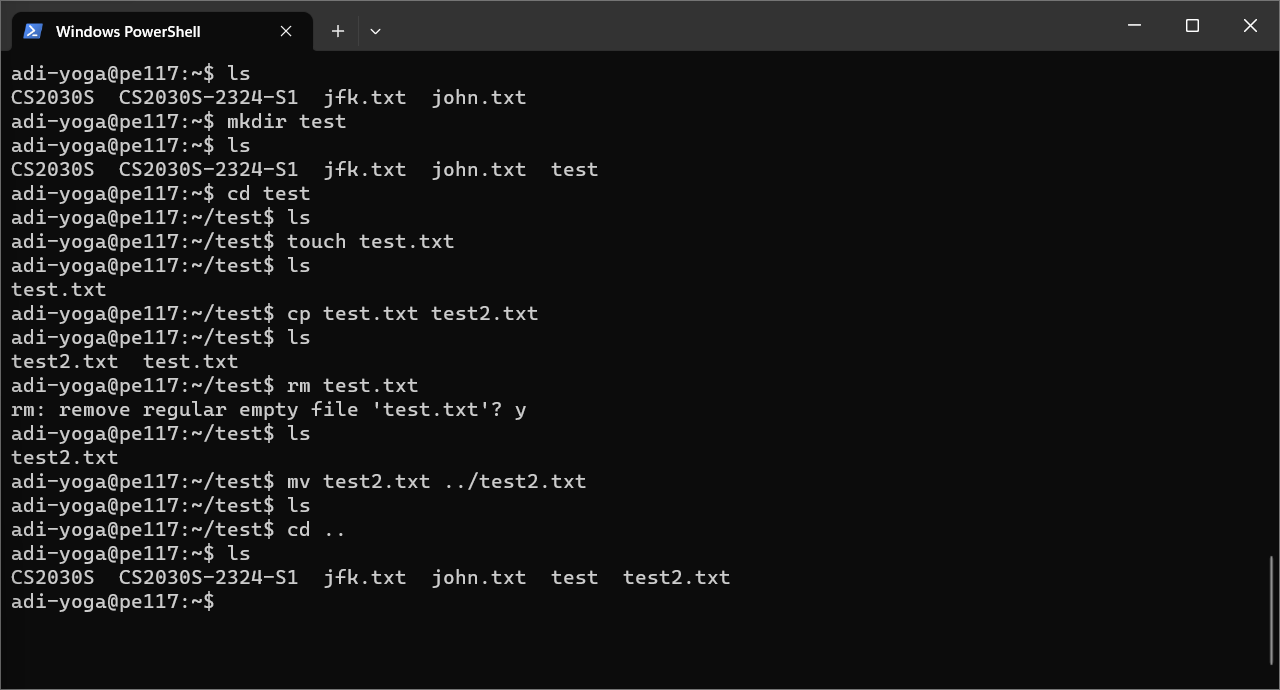 Windows PowerShell
adi-yoga@pe117:~$ ls
CS2030S  CS2030S-2324-S1  jfk.txt  john.txt
adi-yoga@pe117:~$ mkdir test
adi-yoga@pe117:~$ ls
CS2030S  CS2030S-2324-S1  jfk.txt  john.txt  test
adi-yoga@pe117:~$ cd test
adi-yoga@pe117:~/test$ ls
adi-yoga@pe117:~/test$ touch test.txt
adi-yoga@pe117:~/test$ ls
test.txt
adi-yoga@pe117:~/test$ cp test.txt test2.txt
adi-yoga@pe117:~/test$ ls
test2.txt  test.txt
adi-yoga@pe117:~/test$ rm test.txt
rm: remove regular empty file 'test.txt'? y
adi-yoga@pe117:~/test$ ls
test2.txt
adi-yoga@pe117:~/test$ mv test2.txt ../test2.txt
adi-yoga@pe117:~/test$ ls
adi-yoga@pe117:~/test$ cd ..
adi-yoga@pe117:~$ ls
CS2030S  CS2030S-2324-S1  jfk.txt  john.txt  test  test2.txt
adi-yoga@pe117:~$